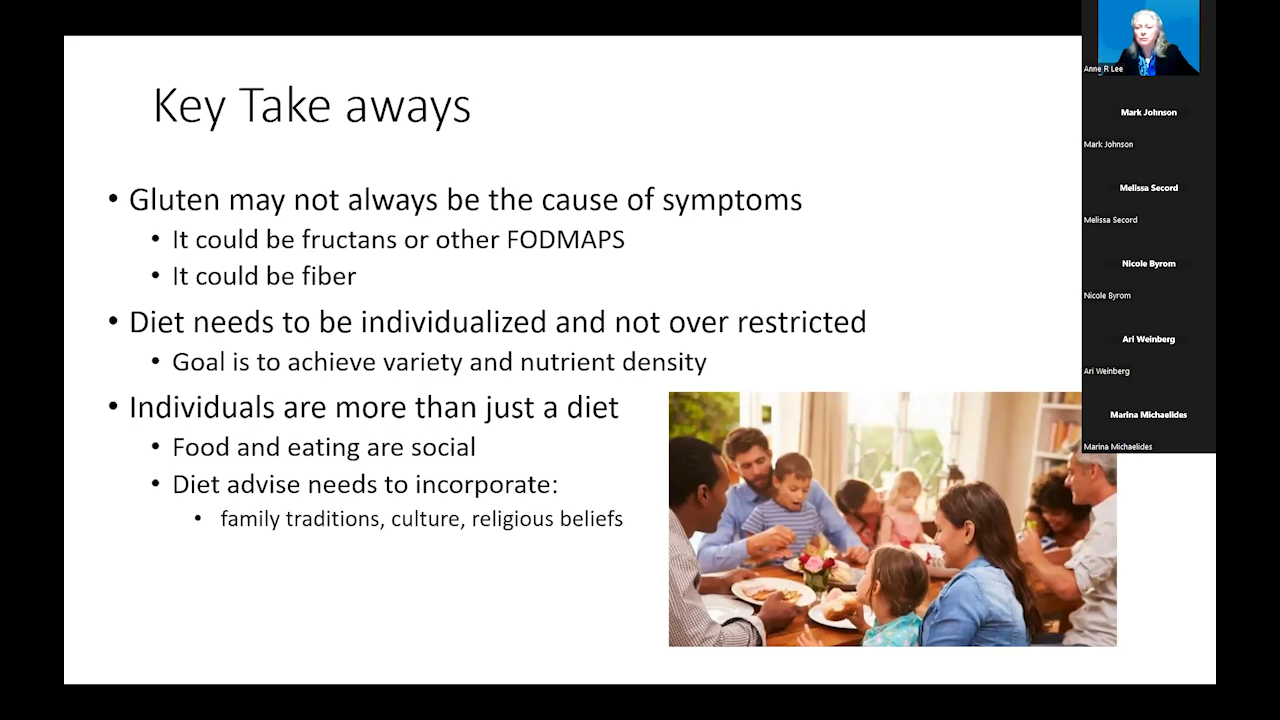 Key Take aways
• Gluten may not always be the cause of symptoms
• It could be fructans or other FODMAPS
• It could be fiber
• Diet needs to be individualized and not over restricted
• Goal is to achieve variety and nutrient density
• Individuals are more than just a diet
• Food and eating are social
• Diet advise needs to incorporate:
• family traditions, culture, religious beliefs
Anne R Lee
Mark Johnson
Mark Johnson
Melissa Secord
Melissa Secord
Nicole Byrom
Nicole Byrom
Ari Weinberg
Ari Weinberg
Marina Michaelides
Marina Michaelides